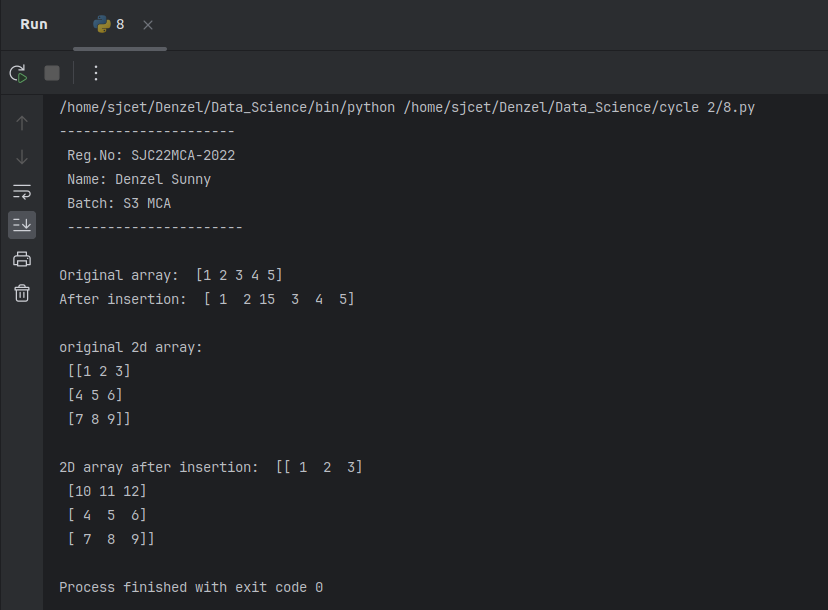 Run
8
/home/sjcet/Denzel/Data_Science/bin/python /home/sjcet/Denzel/Data_Science/cycle 2/8.py
----------------------
 Reg.No: SJC22MCA-2022
 Name: Denzel Sunny
 Batch: S3 MCA
 ----------------------
Original array:  [1 2 3 4 5]
After insertion:  [ 1  2 15  3  4  5]
original 2d array:
 [[1 2 3]
 [4 5 6]
 [7 8 9]]
2D array after insertion:  [[ 1  2  3]
 [10 11 12]
 [ 4  5  6]
 [ 7  8  9]]
Process finished with exit code 0